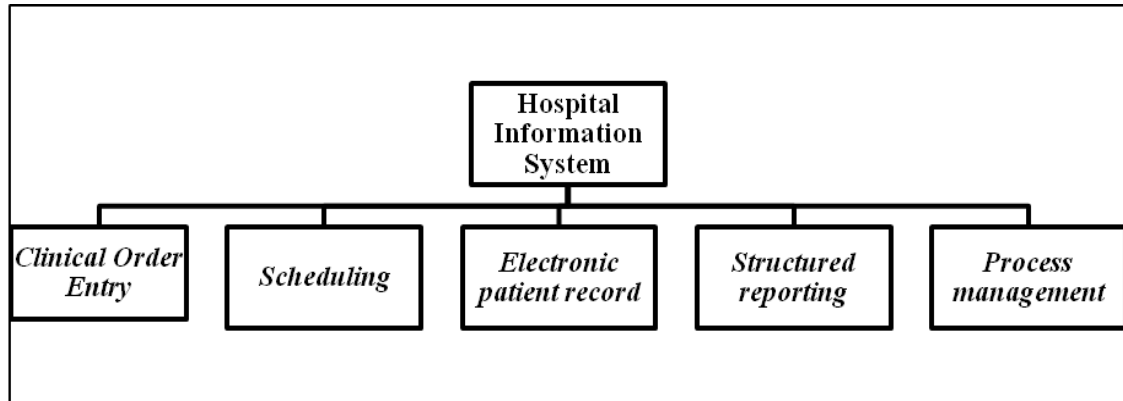 Hospital
Information
System
Clinical Order
Entry
Scheduling
Electronic
patient record
Structured
reporting
Process
management